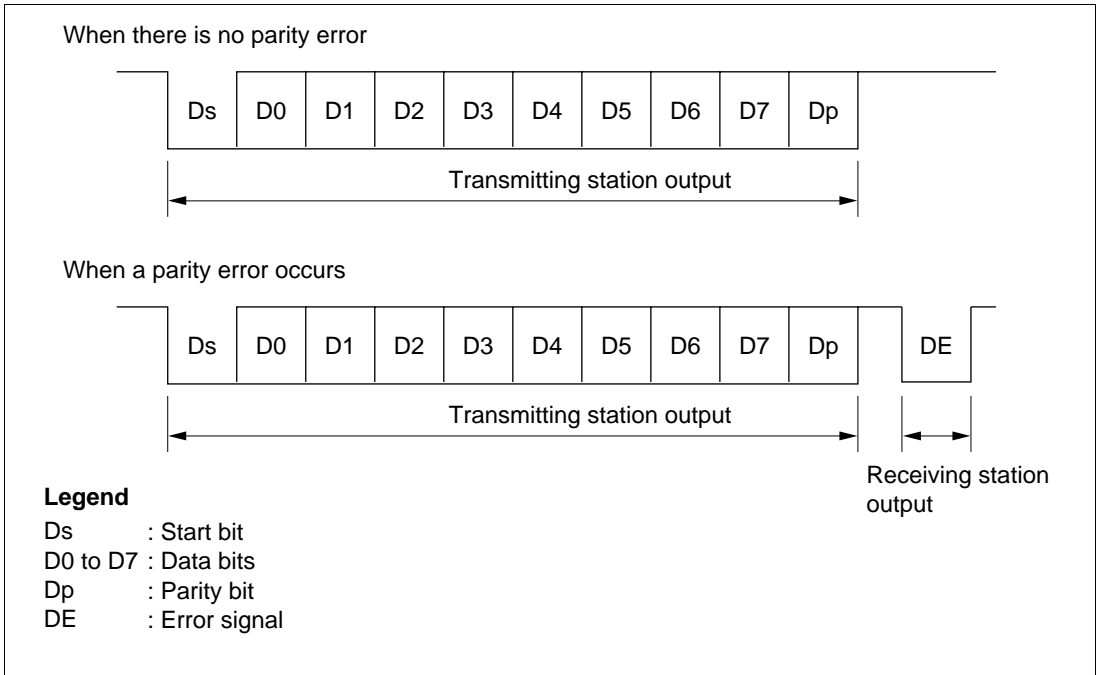 When there is no parity error
Ds D0 D1 D2 D3 D4 D5 D6 D7 Dp
Transmitting station output
When a parity error occurs
Ds D0 D1 D2 D3 D4 D5 D6 D7 Dp DE
Transmitting station output
Receiving station
output
Legend
Ds : Start bit
D0 to D7 : Data bits
Dp : Parity bit
DE : Error signal